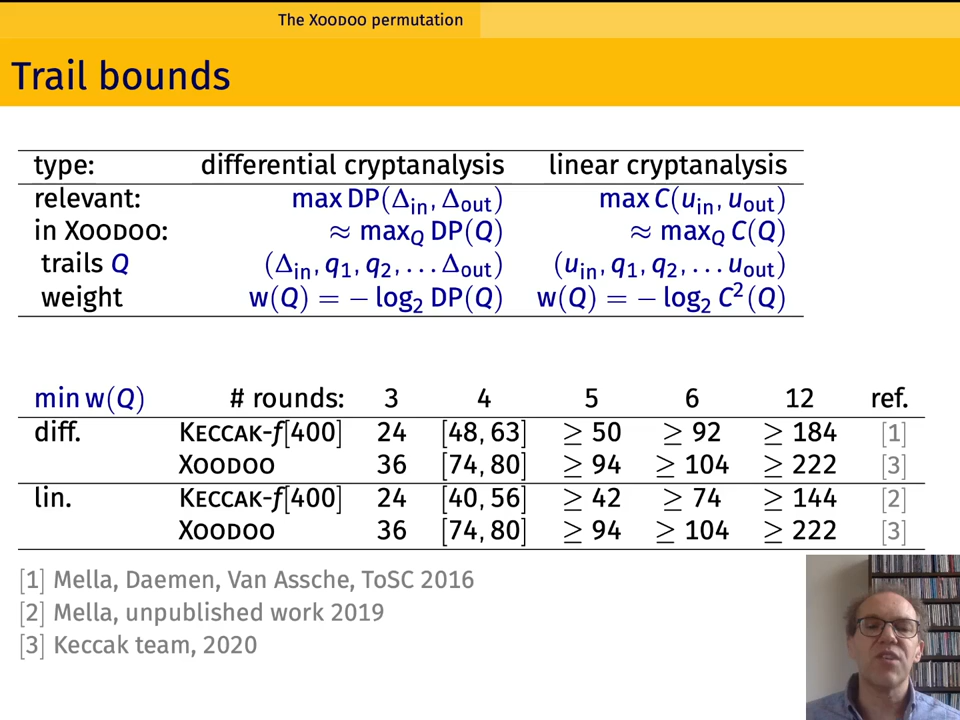 The Xoodoo permutation
Trail bounds
type: differential cryptanalysis linear cryptanalysis
relevant: max DP(Δin, Δout) max C(uin, uout)
in Xoodoo: ≈ maxQ DP(Q) ≈ maxQ C(Q)
trails Q (Δin, q1, q2, … Δout) (uin, q1, q2, … uout)
weight w(Q) = − log2 DP(Q) w(Q) = − log2 C²(Q)
min w(Q) # rounds: 3 4 5 6 12 ref.
diff. Keccak-f[400] 24 [48, 63] ≥ 50 ≥ 92 ≥ 184 [1]
Xoodoo 36 [74, 80] ≥ 94 ≥ 104 ≥ 222 [3]
lin. Keccak-f[400] 24 [40, 56] ≥ 42 ≥ 74 ≥ 144 [2]
Xoodoo 36 [74, 80] ≥ 94 ≥ 104 ≥ 222 [3]
[1] Mella, Daemen, Van Assche, ToSC 2016
[2] Mella, unpublished work 2019
[3] Keccak team, 2020